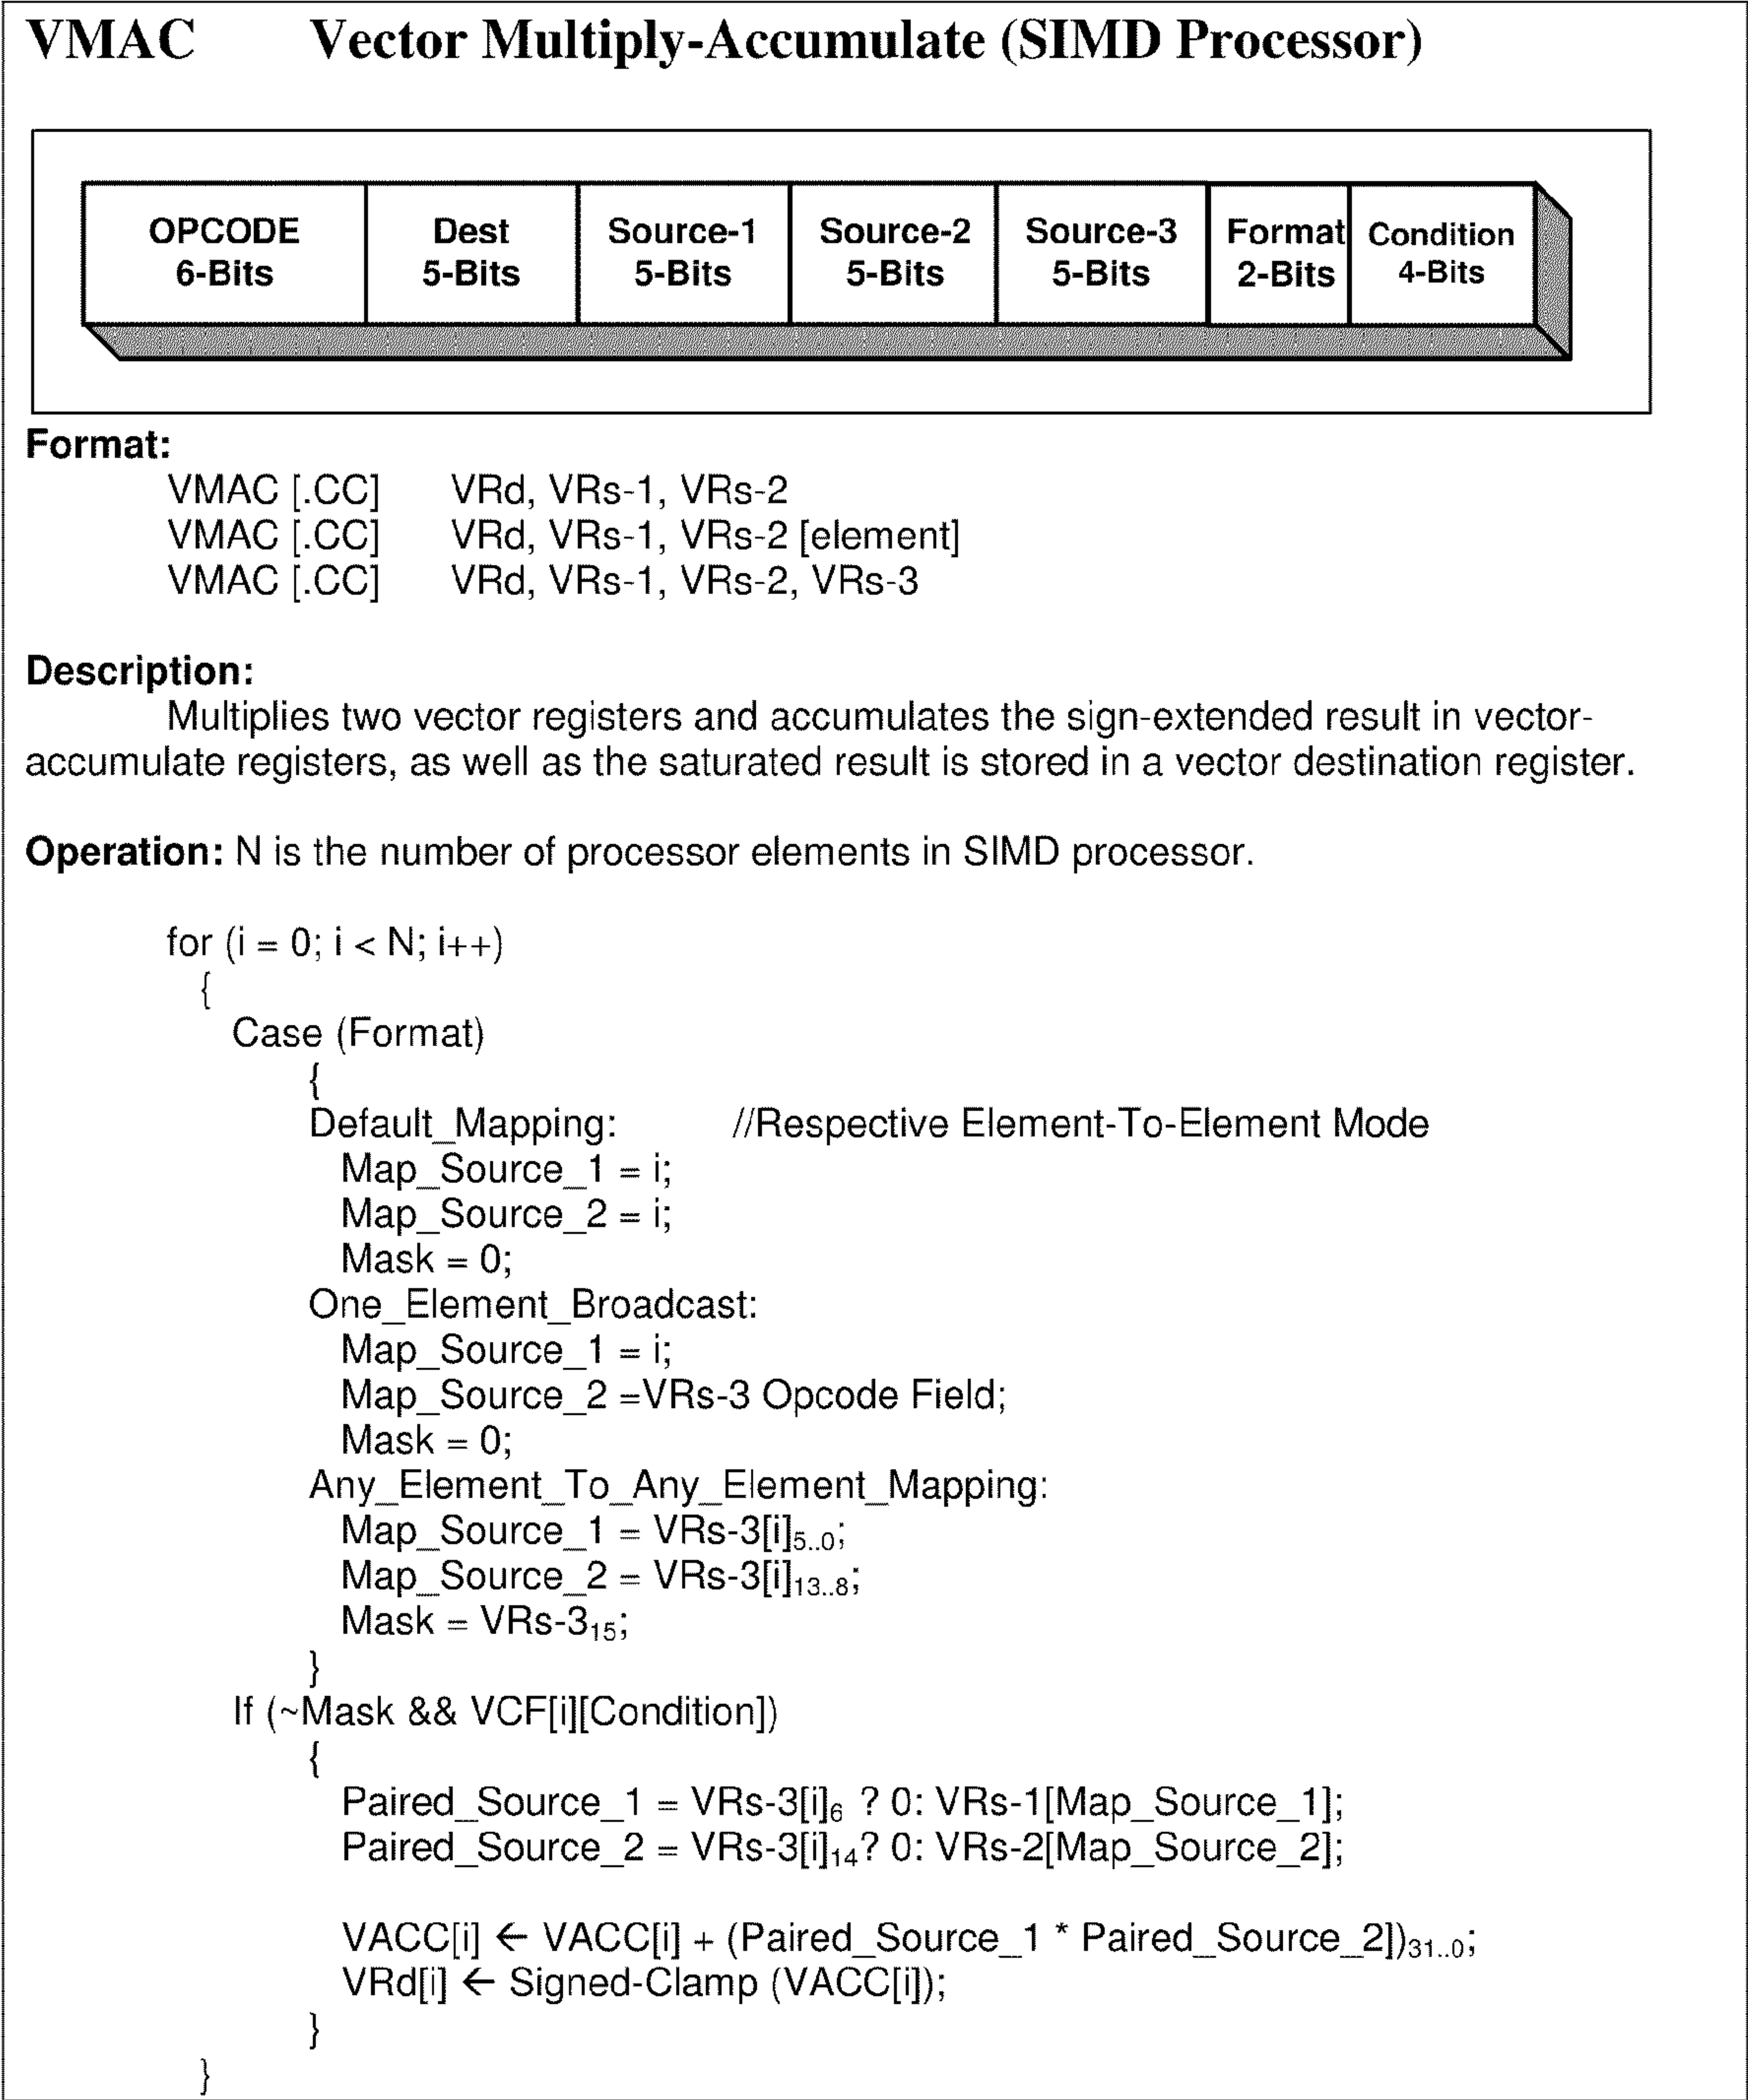 VMAC Vector Multiply-Accumulate (SIMD Processor)
OPCODE Dest Source-1 Source-2 Source-3 Format Condition
6-Bits 5-Bits 5-Bits 5-Bits 5-Bits 2-Bits 4-Bits
Format:
VMAC [.CC] VRd, VRs-1, VRs-2
VMAC [.CC] VRd, VRs-1, VRs-2 [element]
VMAC [.CC] VRd, VRs-1, VRs-2, VRs-3
Description:
Multiplies two vector registers and accumulates the sign-extended result in vector-
accumulate registers, as well as the saturated result is stored in a vector destination register.
Operation: N is the number of processor elements in SIMD processor.
for (i = 0; i < N; i++)
{
Case (Format)
{
Default_Mapping: //Respective Element-To-Element Mode
Map_Source_1 = i;
Map_Source_2 = i;
Mask = 0;
One_Element_Broadcast:
Map_Source_1 = i;
Map_Source_2 =VRs-3 Opcode Field;
Mask = 0;
Any_Element_To_Any_Element_Mapping:
Map_Source_1 = VRs-3[i]5..0;
Map_Source_2 = VRs-3[i]13..8;
Mask = VRs-315;
}
If (~Mask && VCF[i][Condition])
{
Paired_Source_1 = VRs-3[i]6 ? 0: VRs-1[Map_Source_1];
Paired_Source_2 = VRs-3[i]14? 0: VRs-2[Map_Source_2];
VACC[i] ← VACC[i] + (Paired_Source_1 * Paired_Source_2])31..0;
VRd[i] ← Signed-Clamp (VACC[i]);
}
}